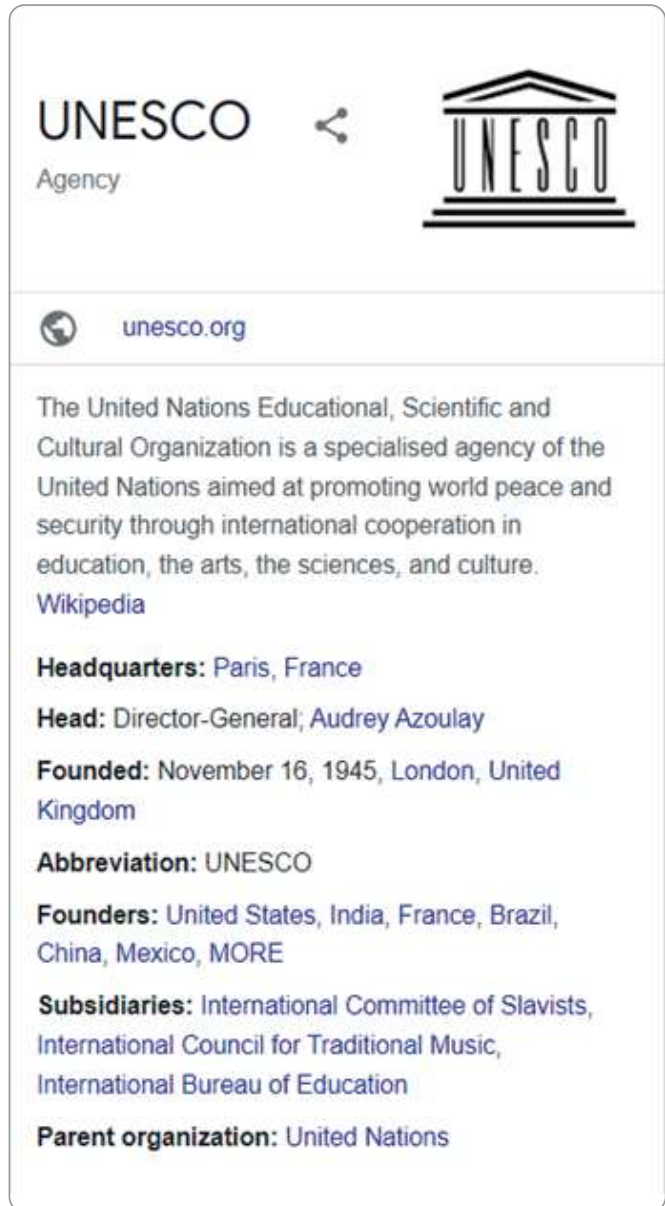 UNESCO
UNESCO
Agency
unesco.org
The United Nations Educational, Scientific and
Cultural Organization is a specialised agency of the
United Nations aimed at promoting world peace and
security through international cooperation in
education, the arts, the sciences, and culture.
Wikipedia
Headquarters: Paris, France
Head: Director-General; Audrey Azoulay
Founded: November 16, 1945, London, United
Kingdom
Abbreviation: UNESCO
Founders: United States, India, France, Brazil,
China, Mexico, MORE
Subsidiaries: International Committee of Slavists,
International Council for Traditional Music,
International Bureau of Education
Parent organization: United Nations